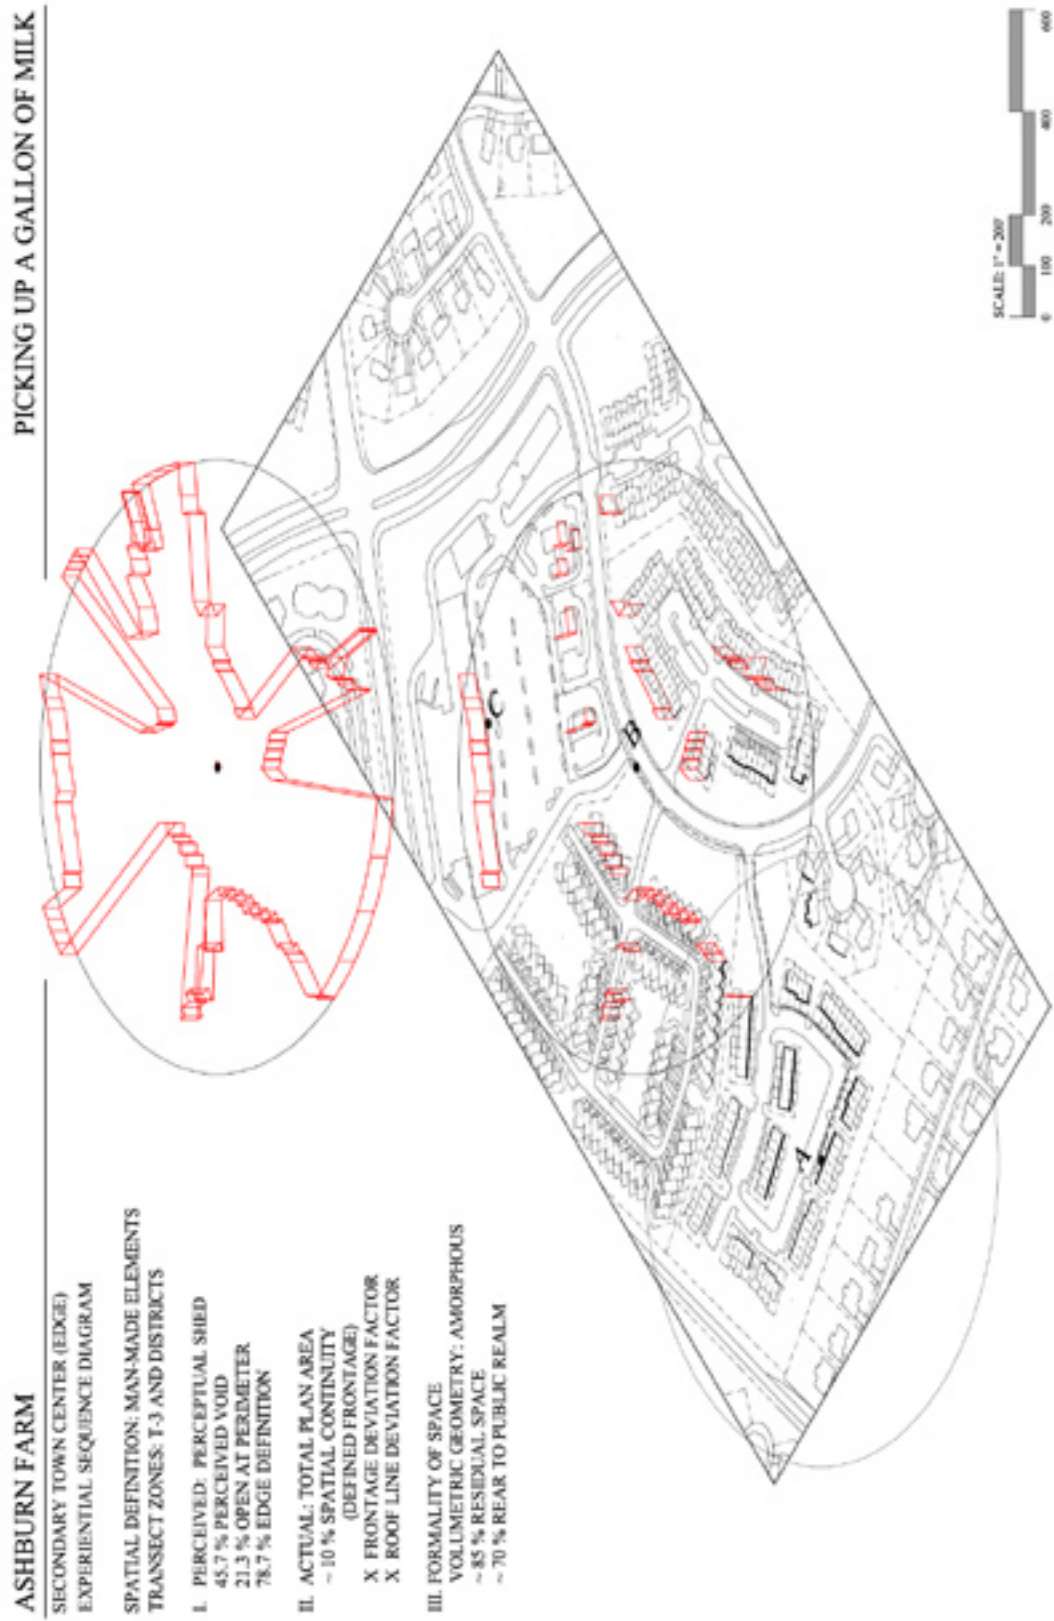 PICKING UP A GALLON OF MILK
ASHBURN FARM
SECONDARY TOWN CENTER (EDGE)
EXPERIENTIAL SEQUENCE DIAGRAM
SPATIAL DEFINITION: MAN-MADE ELEMENTS
TRANSECT ZONES: T-3 AND DISTRICTS
I. PERCEIVED: PERCEPTUAL SHED
45.7 % PERCEIVED VOID
21.3 % OPEN AT PERIMETER
78.7 % EDGE DEFINITION
II. ACTUAL: TOTAL PLAN AREA
~ 10 % SPATIAL CONTINUITY
(DEFINED FRONTAGE)
X FRONTAGE DEVIATION FACTOR
X ROOF LINE DEVIATION FACTOR
III. FORMALITY OF SPACE
VOLUMETRIC GEOMETRY: AMORPHOUS
~ 85 % RESIDUAL SPACE
~ 70 % REAR TO PUBLIC REALM
A
B
C
SCALE: 1" = 200'
0 100 200 400 600